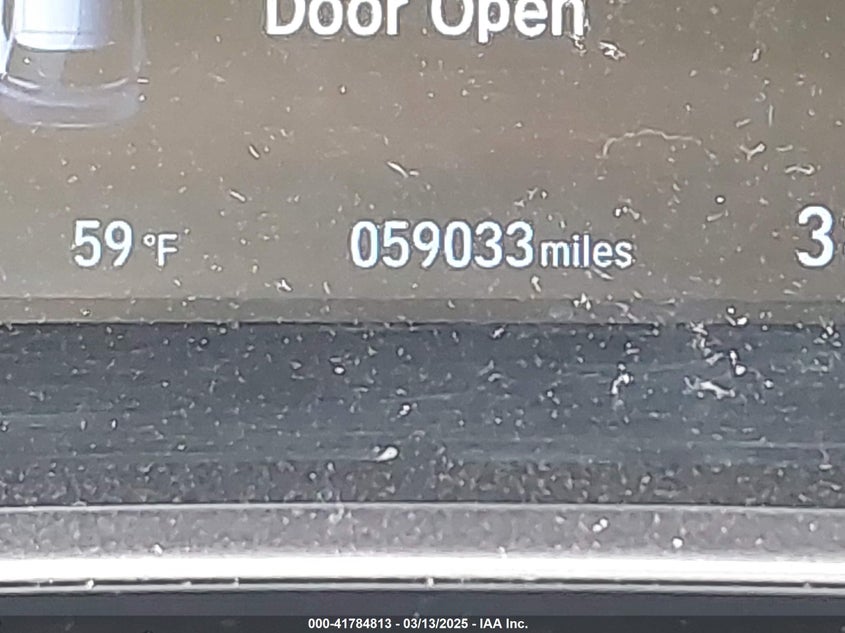 Door Open
59 °F 059033 miles 3
000-41784813 - 03/13/2025 - IAA Inc.